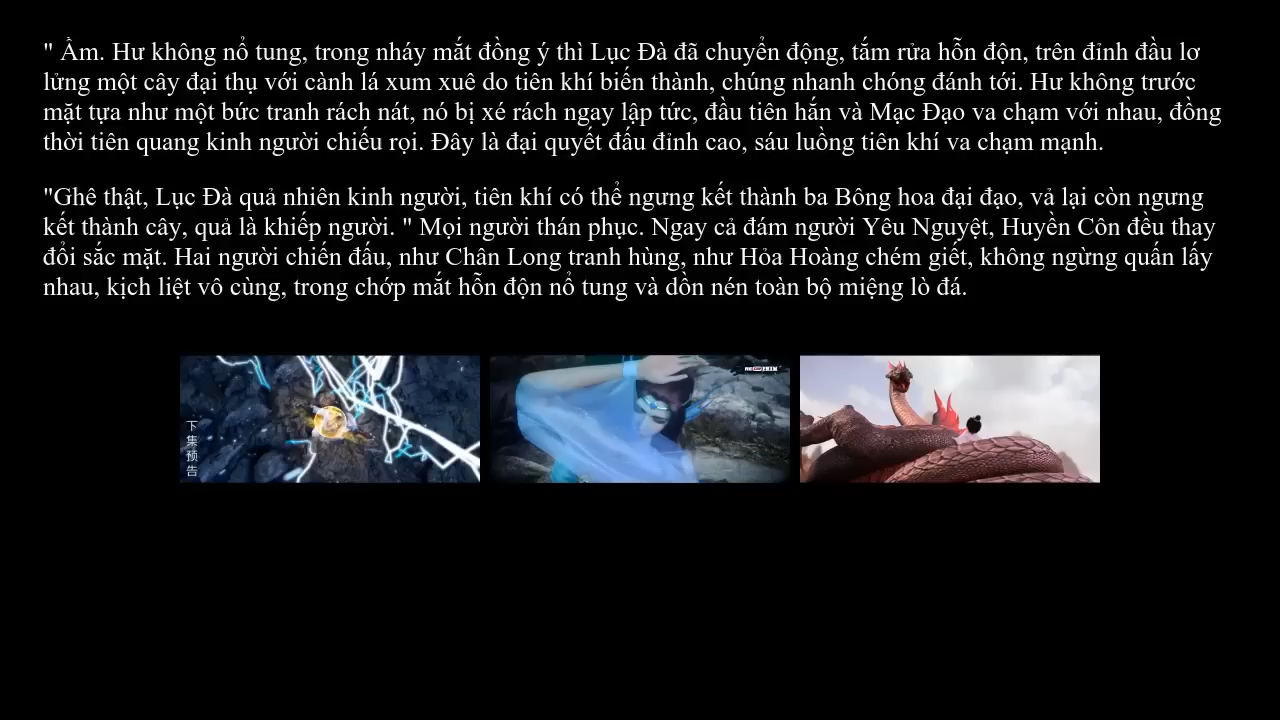 " Ầm. Hư không nổ tung, trong nháy mắt đồng ý thì Lục Đà đã chuyển động, tắm rửa hỗn độn, trên đỉnh đầu lơ
lửng một cây đại thụ với cành lá xum xuê do tiên khí biến thành, chúng nhanh chóng đánh tới. Hư không trước
mặt tựa như một bức tranh rách nát, nó bị xé rách ngay lập tức, đầu tiên hắn và Mạc Đạo va chạm với nhau, đồng
thời tiên quang kinh người chiếu rọi. Đây là đại quyết đấu đỉnh cao, sáu luồng tiên khí va chạm mạnh.
"Ghê thật, Lục Đà quả nhiên kinh người, tiên khí có thể ngưng kết thành ba Bông hoa đại đạo, vả lại còn ngưng
kết thành cây, quả là khiếp người. " Mọi người thán phục. Ngay cả đám người Yêu Nguyệt, Huyền Côn đều thay
đổi sắc mặt. Hai người chiến đấu, như Chân Long tranh hùng, như Hỏa Hoàng chém giết, không ngừng quấn lấy
nhau, kịch liệt vô cùng, trong chớp mắt hỗn độn nổ tung và dồn nén toàn bộ miệng lò đá.
下集预告